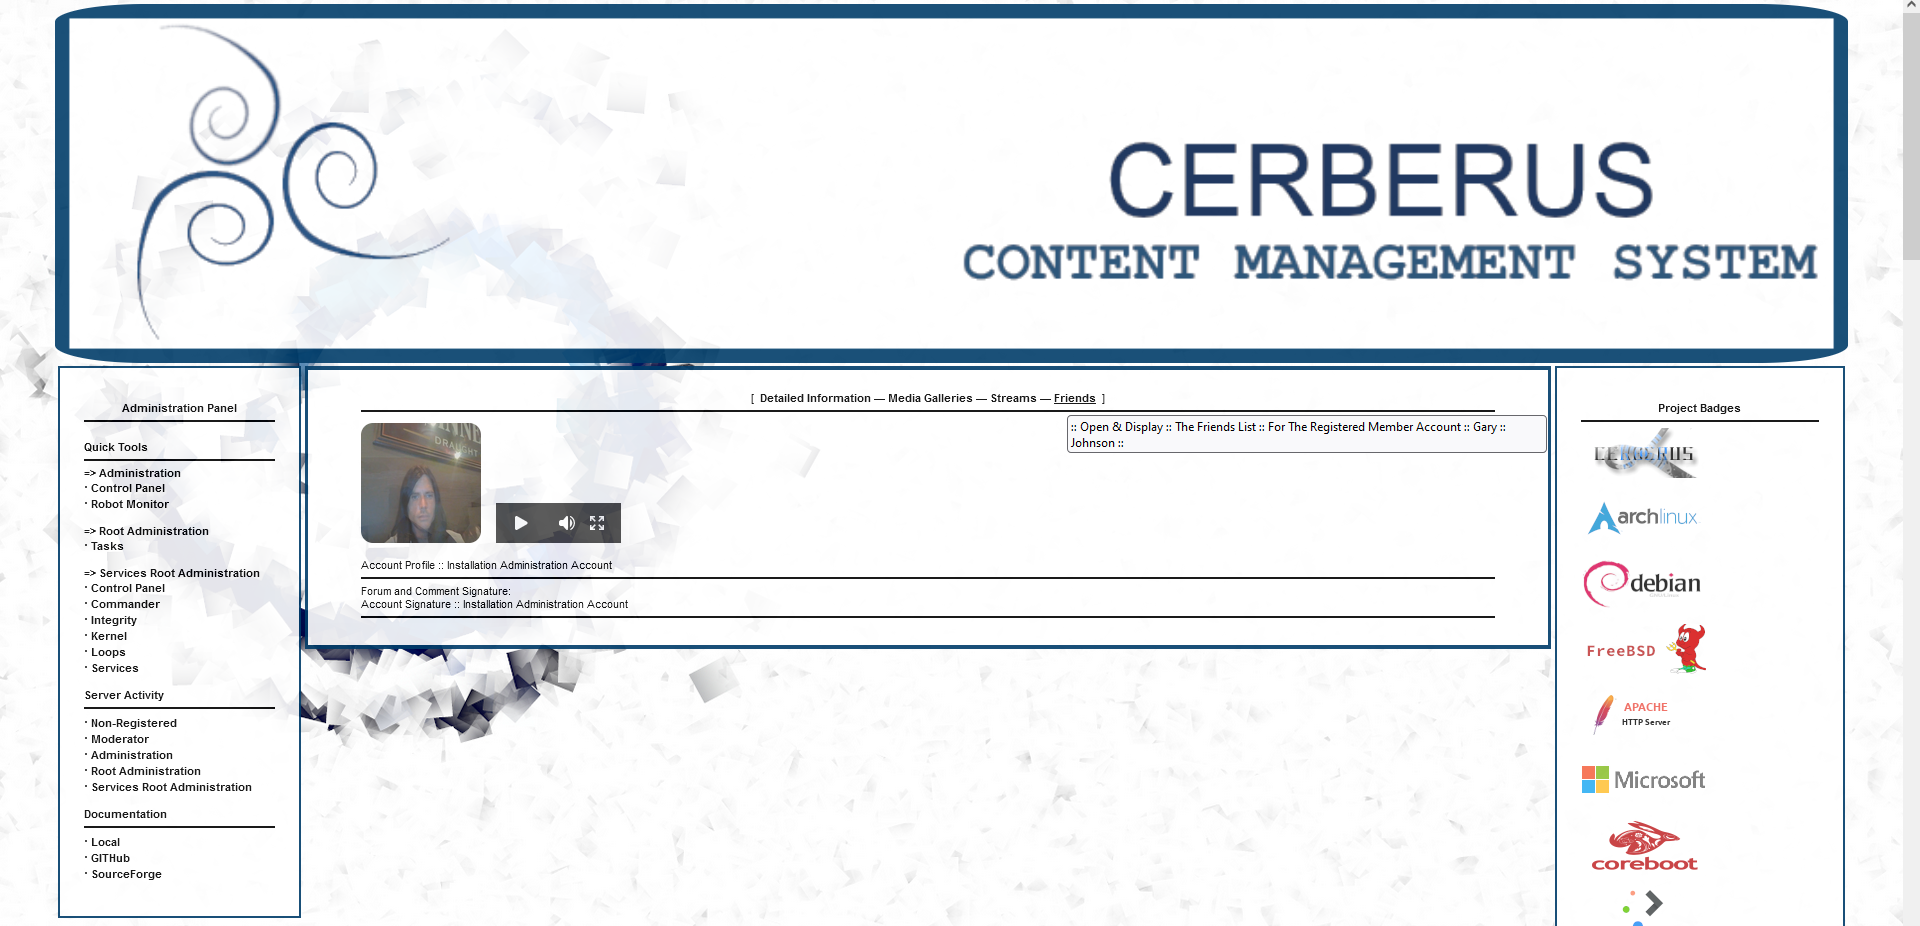 CERBERUS
CONTENT MANAGEMENT SYSTEM
Administration Panel
Quick Tools
=> Administration
· Control Panel
· Robot Monitor
=> Root Administration
· Tasks
=> Services Root Administration
· Control Panel
· Commander
· Integrity
· Kernel
· Loops
· Services
Server Activity
· Non-Registered
· Moderator
· Administration
· Root Administration
· Services Root Administration
Documentation
· Local
· GITHub
· SourceForge
[ Detailed Information — Media Galleries — Streams — Friends ]
:: Open & Display :: The Friends List :: For The Registered Member Account :: Gary ::
Johnson ::
DRAUGHT
Account Profile :: Installation Administration Account
Forum and Comment Signature:
Account Signature :: Installation Administration Account
Project Badges
CERBERUS
archlinux
debian
FreeBSD
APACHE
HTTP Server
Microsoft
coreboot